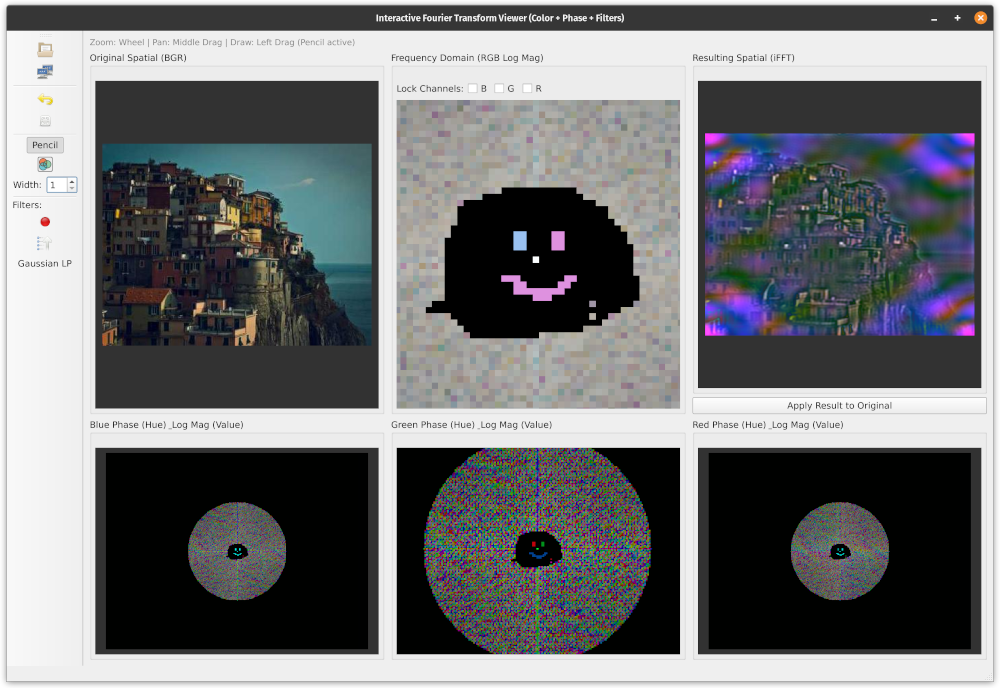 Interactive Fourier Transform Viewer (Color + Phase + Filters)
Zoom: Wheel | Pan: Middle Drag | Draw: Left Drag (Pencil active)
Original Spatial (BGR)
Frequency Domain (RGB Log Mag)
Resulting Spatial (iFFT)
Lock Channels: B G R
Pencil
Width: 1
Filters:
Gaussian LP
Apply Result to Original
Blue Phase (Hue) _Log Mag (Value)
Green Phase (Hue) _Log Mag (Value)
Red Phase (Hue) _Log Mag (Value)